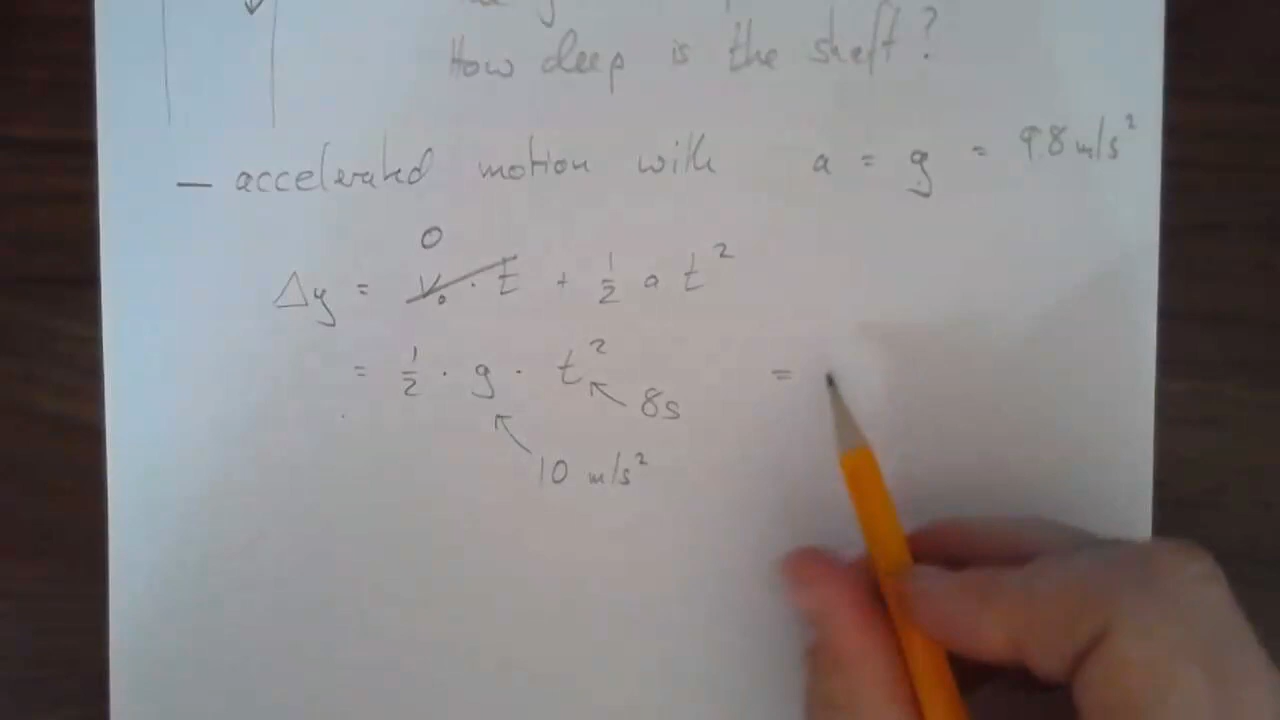 How deep is the shaft?
— accelerated motion with a = g = 9.8 m/s²
0
Δy = v₀ · t + ½ a t²
= ½ · g · t² =
8s
10 m/s²